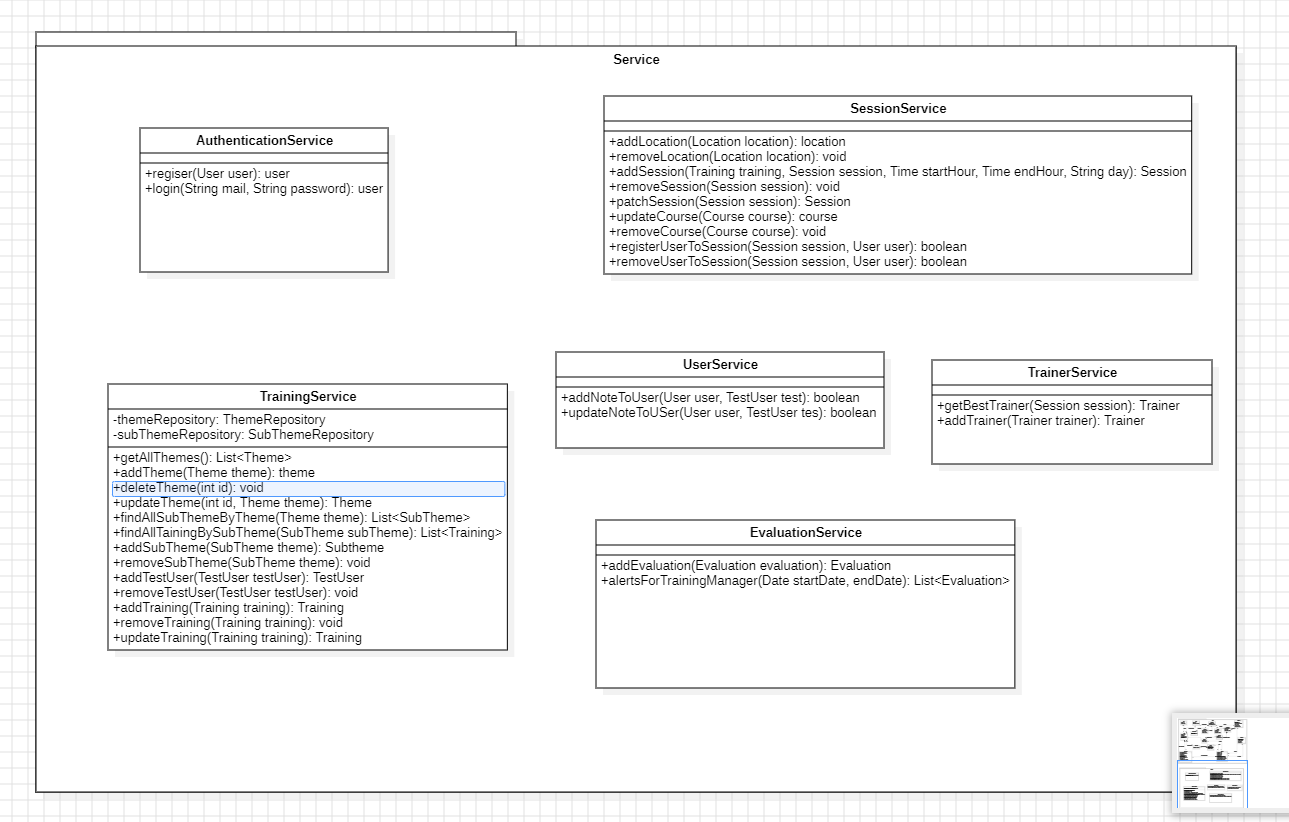 Service
AuthenticationService
+regiser(User user): user
+login(String mail, String password): user
SessionService
+addLocation(Location location): location
+removeLocation(Location location): void
+addSession(Training training, Session session, Time startHour, Time endHour, String day): Session
+removeSession(Session session): void
+patchSession(Session session): Session
+updateCourse(Course course): course
+removeCourse(Course course): void
+registerUserToSession(Session session, User user): boolean
+removeUserToSession(Session session, User user): boolean
TrainingService
-themeRepository: ThemeRepository
-subThemeRepository: SubThemeRepository
+getAllThemes(): List<Theme>
+addTheme(Theme theme): theme
+deleteTheme(int id): void
+updateTheme(int id, Theme theme): Theme
+findAllSubThemeByTheme(Theme theme): List<SubTheme>
+findAllTainingBySubTheme(SubTheme subTheme): List<Training>
+addSubTheme(SubTheme theme): Subtheme
+removeSubTheme(SubTheme theme): void
+addTestUser(TestUser testUser): TestUser
+removeTestUser(TestUser testUser): void
+addTraining(Training training): Training
+removeTraining(Training training): void
+updateTraining(Training training): Training
UserService
+addNoteToUser(User user, TestUser test): boolean
+updateNoteToUSer(User user, TestUser tes): boolean
TrainerService
+getBestTrainer(Session session): Trainer
+addTrainer(Trainer trainer): Trainer
EvaluationService
+addEvaluation(Evaluation evaluation): Evaluation
+alertsForTrainingManager(Date startDate, endDate): List<Evaluation>